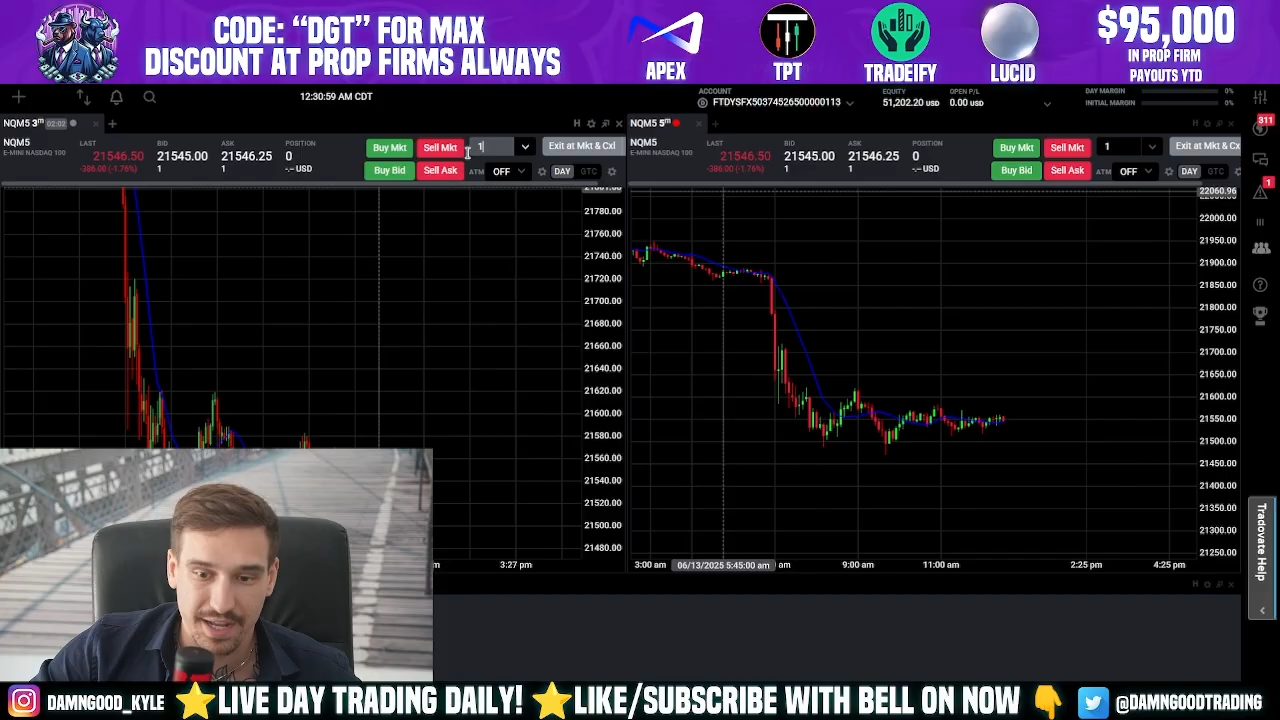 CODE: “DGT” FOR MAX
DISCOUNT AT PROP FIRMS ALWAYS
APEX
TPT
TRADEIFY
LUCID
$95,000
IN PROP FIRM
PAYOUTS YTD
12:30:59 AM CDT
ACCOUNT
FTDYSFX50374526500000113
EQUITY
51,202.20 USD
OPEN P/L
0.00 USD
DAY MARGIN 0%
INITIAL MARGIN 0%
NQM5 3m 02:02
H
NQM5
E-MINI NASDAQ 100
LAST
21546.50
-386.00 (-1.76%)
BID
21545.00
1
ASK
21546.25
1
POSITION
0
-.-- USD
Buy Mkt
Sell Mkt
1
Exit at Mkt & Cxl
Buy Bid
Sell Ask
ATM
OFF
DAY
GTC
21780.00
21760.00
21740.00
21720.00
21700.00
21680.00
21660.00
21640.00
21620.00
21600.00
21580.00
21560.00
21540.00
21520.00
21500.00
21480.00
3:27 pm
NQM5 5m
H
NQM5
E-MINI NASDAQ 100
LAST
21546.50
-386.00 (-1.76%)
BID
21545.00
1
ASK
21546.25
1
POSITION
0
-.-- USD
Buy Mkt
Sell Mkt
1
Exit at Mkt & Cxl
Buy Bid
Sell Ask
ATM
OFF
DAY
GTC
22060.96
22000.00
21950.00
21900.00
21850.00
21800.00
21750.00
21700.00
21650.00
21600.00
21550.00
21500.00
21450.00
21400.00
21350.00
21300.00
21250.00
3:00 am
06/13/2025 5:45:00 am
am
9:00 am
11:00 am
2:25 pm
4:25 pm
H
311
1
Tradovate Help
DAMNGOOD_KYLE
LIVE DAY TRADING DAILY!
LIKE/SUBSCRIBE WITH BELL ON NOW
@DAMNGOODTRADING